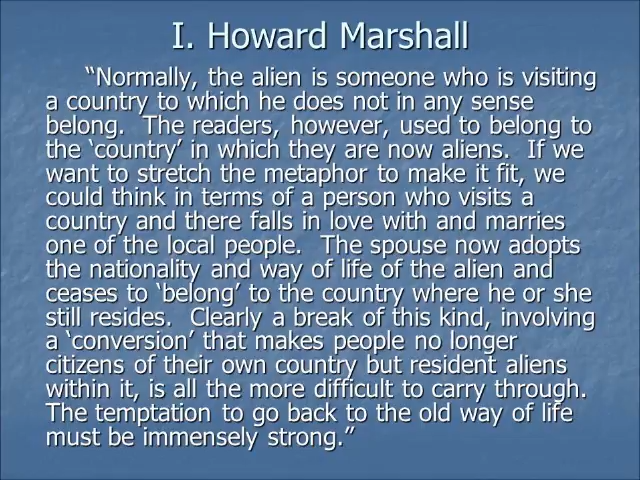 I. Howard Marshall
“Normally, the alien is someone who is visiting
a country to which he does not in any sense
belong.  The readers, however, used to belong to
the ‘country’ in which they are now aliens.  If we
want to stretch the metaphor to make it fit, we
could think in terms of a person who visits a
country and there falls in love with and marries
one of the local people.  The spouse now adopts
the nationality and way of life of the alien and
ceases to ‘belong’ to the country where he or she
still resides.  Clearly a break of this kind, involving
a ‘conversion’ that makes people no longer
citizens of their own country but resident aliens
within it, is all the more difficult to carry through.
The temptation to go back to the old way of life
must be immensely strong.”